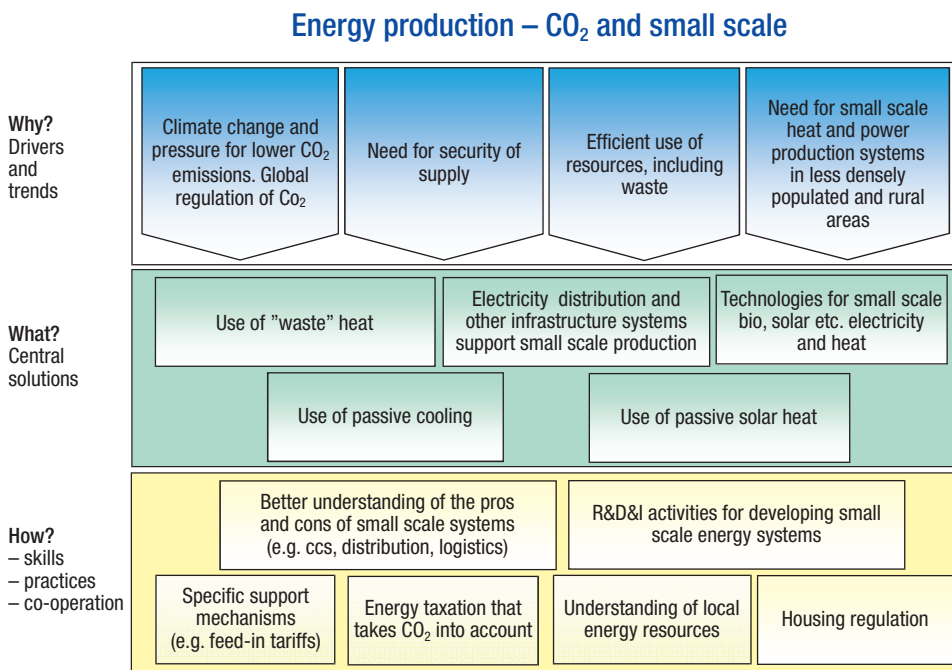 Energy production – CO₂ and small scale
Why?
Drivers
and
trends
Climate change and
pressure for lower CO₂
emissions. Global
regulation of Co₂
Need for security of
supply
Efficient use of
resources, including
waste
Need for small scale
heat and power
production systems
in less densely
populated and rural
areas
What?
Central
solutions
Use of ”waste” heat
Electricity distribution and
other infrastructure systems
support small scale production
Technologies for small scale
bio, solar etc. electricity
and heat
Use of passive cooling
Use of passive solar heat
How?
– skills
– practices
– co-operation
Better understanding of the pros
and cons of small scale systems
(e.g. ccs, distribution, logistics)
R&D&I activities for developing small
scale energy systems
Specific support
mechanisms
(e.g. feed-in tariffs)
Energy taxation that
takes CO₂ into account
Understanding of local
energy resources
Housing regulation